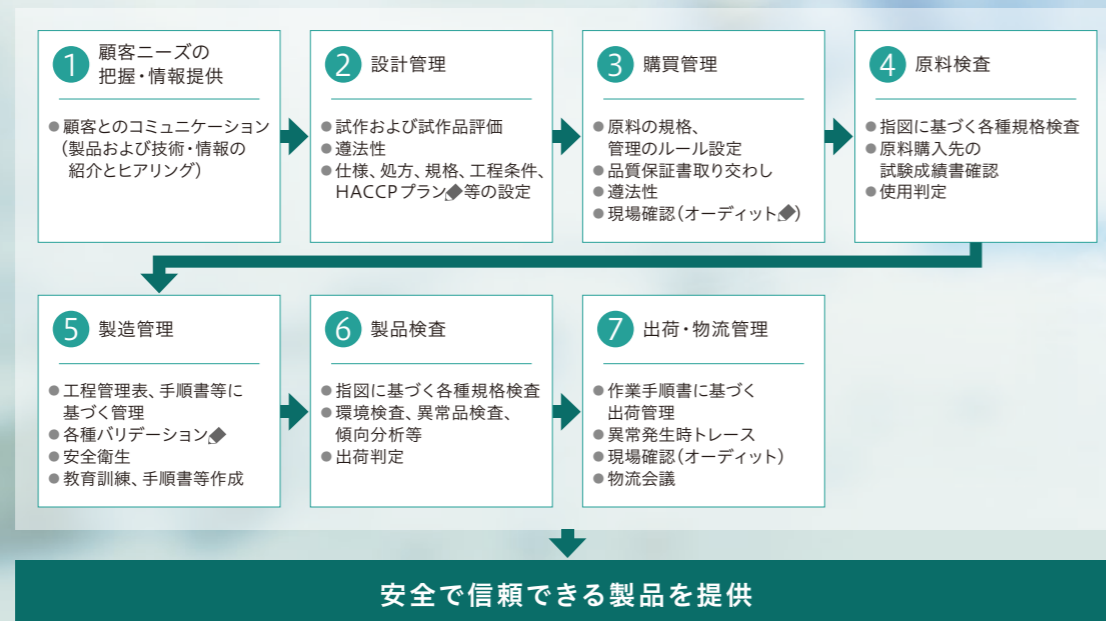 1 顧客ニーズの
把握・情報提供
●顧客とのコミュニケーション
(製品および技術・情報の
紹介とヒアリング)
2 設計管理
●試作および試作品評価
●遵法性
●仕様、処方、規格、工程条件、
HACCPプラン等の設定
3 購買管理
●原料の規格、
管理のルール設定
●品質保証書取り交わし
●遵法性
●現場確認(オーディット)
4 原料検査
●指図に基づく各種規格検査
●原料購入先の
試験成績書確認
●使用判定
5 製造管理
●工程管理表、手順書等に
基づく管理
●各種バリデーション
●安全衛生
●教育訓練、手順書等作成
6 製品検査
●指図に基づく各種規格検査
●環境検査、異常品検査、
傾向分析等
●出荷判定
7 出荷・物流管理
●作業手順書に基づく
出荷管理
●異常発生時トレース
●現場確認(オーディット)
●物流会議
安全で信頼できる製品を提供